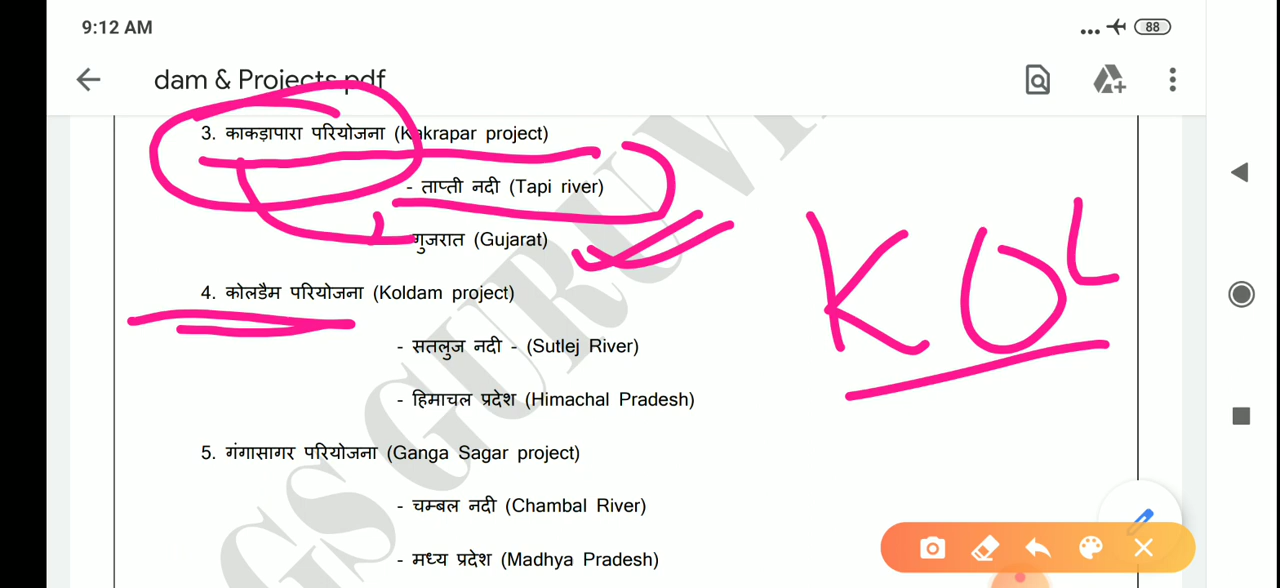 9:12 AM
88
dam & Projects.pdf
3. काकड़ापारा परियोजना (Kakrapar project)
- ताप्ती नदी (Tapi river)
गुजरात (Gujarat)
KOL
4. कोलडैम परियोजना (Koldam project)
- सतलुज नदी - (Sutlej River)
- हिमाचल प्रदेश (Himachal Pradesh)
5. गंगासागर परियोजना (Ganga Sagar project)
- चम्बल नदी (Chambal River)
- मध्य प्रदेश (Madhya Pradesh)
GS GURUV